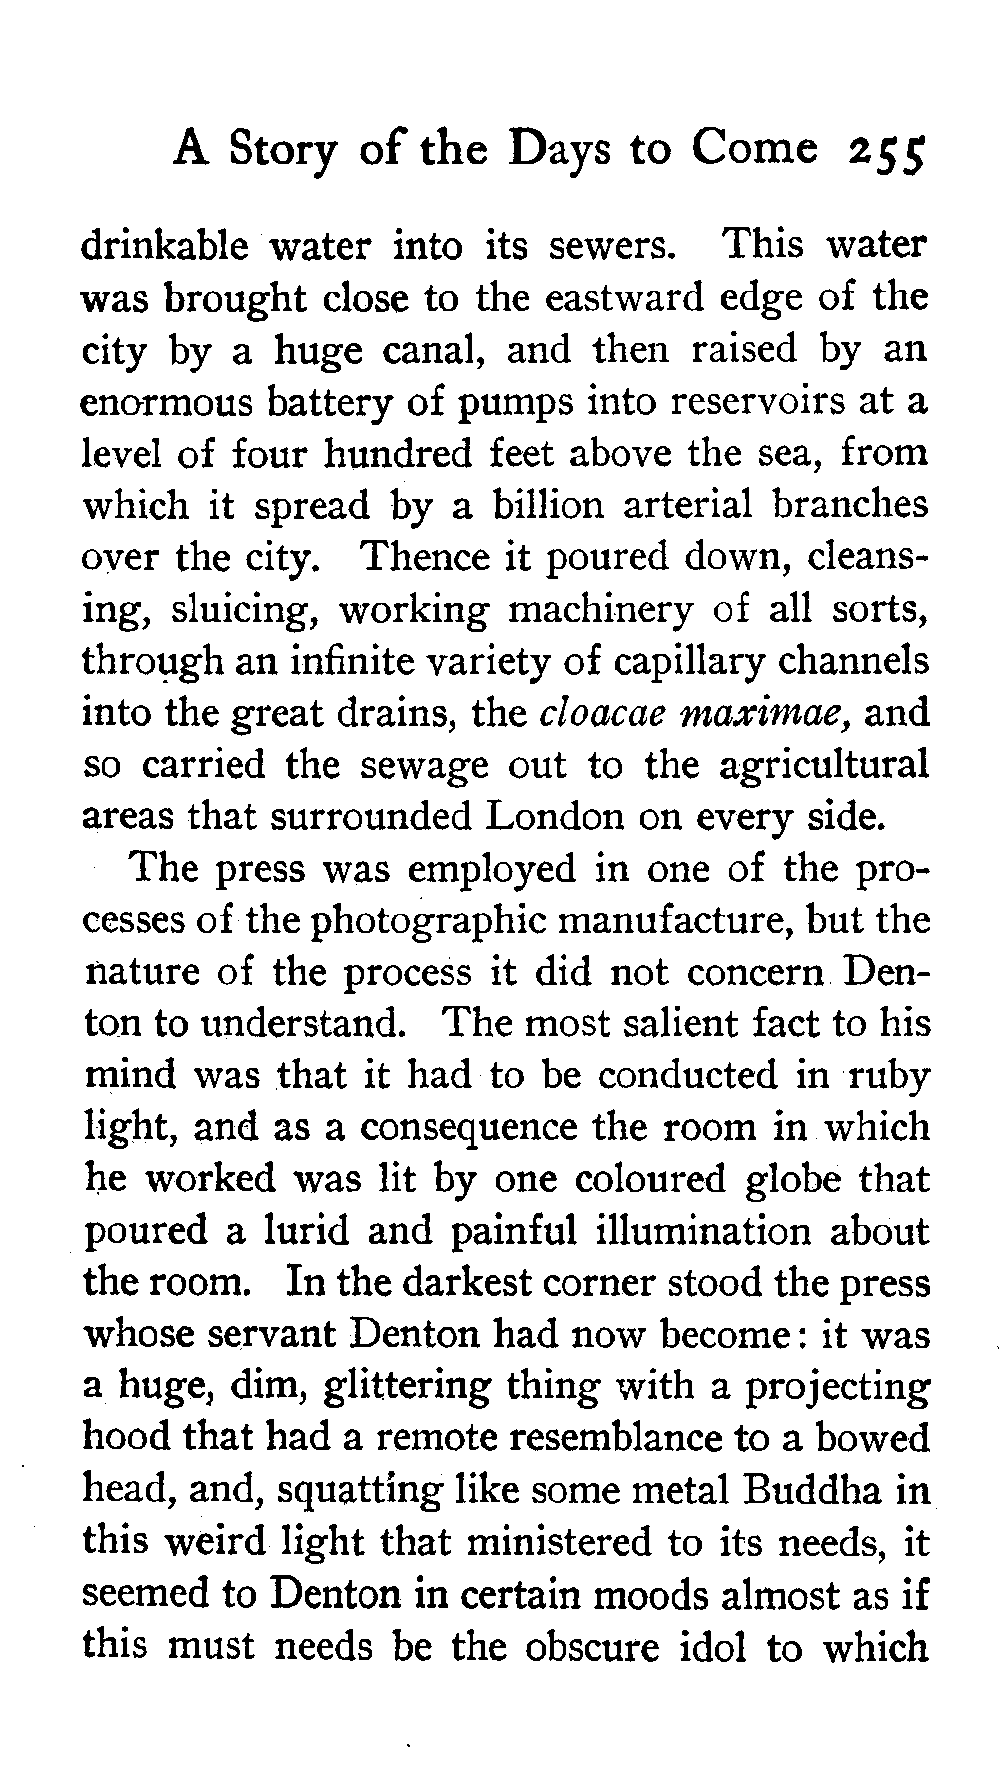 A Story of the Days to Come 255
drinkable water into its sewers. This water
was brought close to the eastward edge of the
city by a huge canal, and then raised by an
enormous battery of pumps into reservoirs at a
level of four hundred feet above the sea, from
which it spread by a billion arterial branches
over the city. Thence it poured down, cleans-
ing, sluicing, working machinery of all sorts,
through an infinite variety of capillary channels
into the great drains, the cloacae maximae, and
so carried the sewage out to the agricultural
areas that surrounded London on every side.
The press was employed in one of the pro-
cesses of the photographic manufacture, but the
nature of the process it did not concern Den-
ton to understand. The most salient fact to his
mind was that it had to be conducted in ruby
light, and as a consequence the room in which
he worked was lit by one coloured globe that
poured a lurid and painful illumination about
the room. In the darkest corner stood the press
whose servant Denton had now become: it was
a huge, dim, glittering thing with a projecting
hood that had a remote resemblance to a bowed
head, and, squatting like some metal Buddha in
this weird light that ministered to its needs, it
seemed to Denton in certain moods almost as if
this must needs be the obscure idol to which